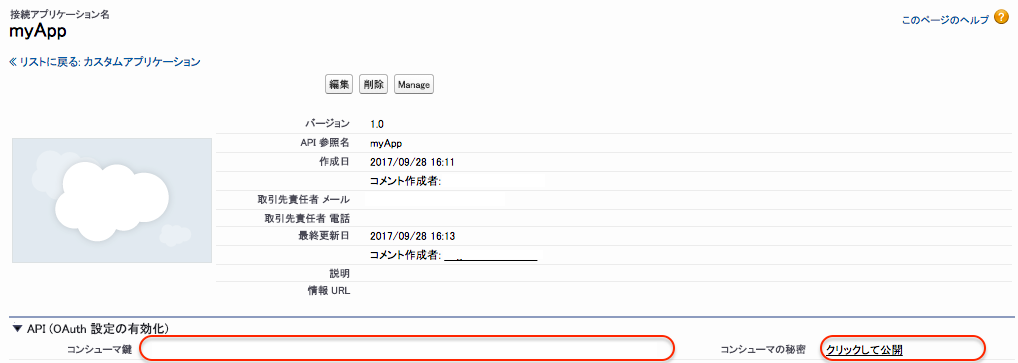 接続アプリケーション名
myApp
このページのヘルプ ?
« リストに戻る: カスタムアプリケーション
編集 削除 Manage
バージョン 1.0
API 参照名 myApp
作成日 2017/09/28 16:11
コメント作成者:
取引先責任者 メール
取引先責任者 電話
最終更新日 2017/09/28 16:13
コメント作成者:
説明
情報 URL
▼ API (OAuth 設定の有効化)
コンシューマ鍵 コンシューマの秘密 クリックして公開